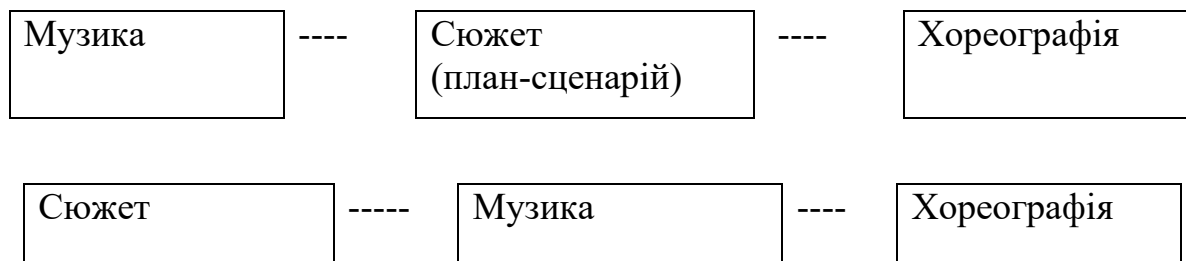 Музика ---- Сюжет ---- Хореографія
(план-сценарій)
Сюжет ----- Музика ---- Хореографія